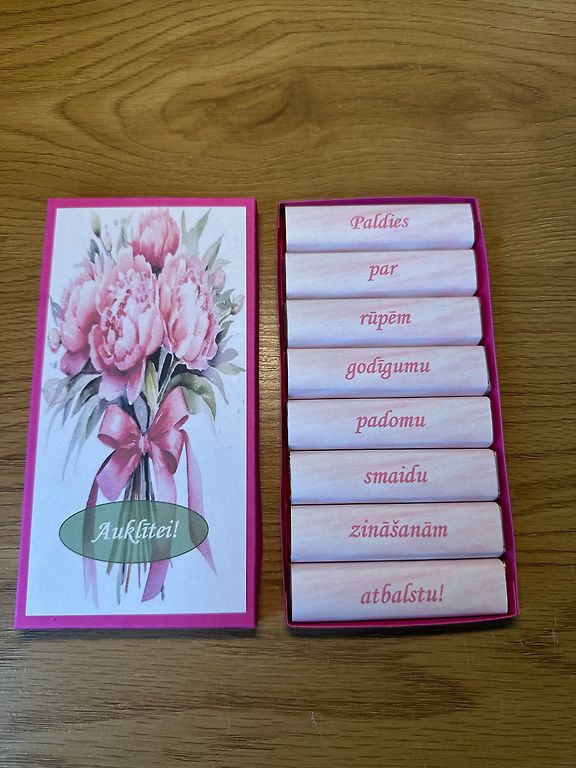 Auklītei!
Paldies
par
rūpēm
godīgumu
padomu
smaidu
zināšanām
atbalstu!